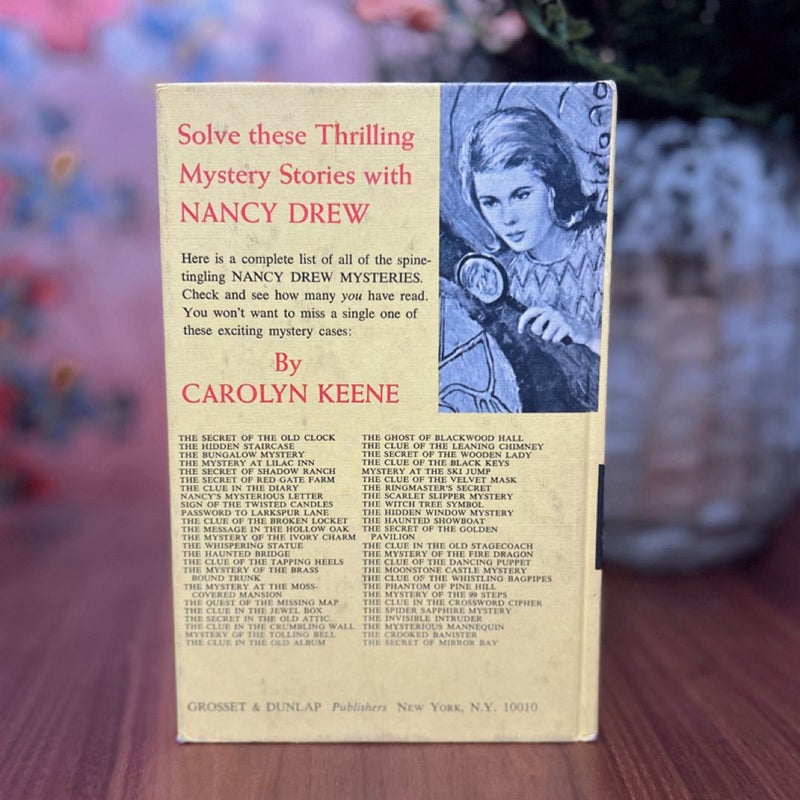 Solve these Thrilling
Mystery Stories with
NANCY DREW
Here is a complete list of all of the spine-
tingling NANCY DREW MYSTERIES.
Check and see how many you have read.
You won't want to miss a single one of
these exciting mystery cases:
By
CAROLYN KEENE
THE SECRET OF THE OLD CLOCK
THE HIDDEN STAIRCASE
THE BUNGALOW MYSTERY
THE MYSTERY AT LILAC INN
THE SECRET OF SHADOW RANCH
THE SECRET OF RED GATE FARM
THE CLUE IN THE DIARY
NANCY'S MYSTERIOUS LETTER
SIGN OF THE TWISTED CANDLES
PASSWORD TO LARKSPUR LANE
THE CLUE OF THE BROKEN LOCKET
THE MESSAGE IN THE HOLLOW OAK
THE MYSTERY OF THE IVORY CHARM
THE WHISPERING STATUE
THE HAUNTED BRIDGE
THE CLUE OF THE TAPPING HEELS
THE MYSTERY OF THE BRASS
BOUND TRUNK
THE MYSTERY AT THE MOSS-
COVERED MANSION
THE QUEST OF THE MISSING MAP
THE CLUE IN THE JEWEL BOX
THE SECRET IN THE OLD ATTIC
THE CLUE IN THE CRUMBLING WALL
MYSTERY OF THE TOLLING BELL
THE CLUE IN THE OLD ALBUM
THE GHOST OF BLACKWOOD HALL
THE CLUE OF THE LEANING CHIMNEY
THE SECRET OF THE WOODEN LADY
THE CLUE OF THE BLACK KEYS
MYSTERY AT THE SKI JUMP
THE CLUE OF THE VELVET MASK
THE RINGMASTER'S SECRET
THE SCARLET SLIPPER MYSTERY
THE WITCH TREE SYMBOL
THE HIDDEN WINDOW MYSTERY
THE HAUNTED SHOWBOAT
THE SECRET OF THE GOLDEN
PAVILION
THE CLUE IN THE OLD STAGECOACH
THE MYSTERY OF THE FIRE DRAGON
THE CLUE OF THE DANCING PUPPET
THE MOONSTONE CASTLE MYSTERY
THE CLUE OF THE WHISTLING BAGPIPES
THE PHANTOM OF PINE HILL
THE MYSTERY OF THE 99 STEPS
THE CLUE IN THE CROSSWORD CIPHER
THE SPIDER SAPPHIRE MYSTERY
THE INVISIBLE INTRUDER
THE MYSTERIOUS MANNEQUIN
THE CROOKED BANISTER
THE SECRET OF MIRROR BAY
GROSSET & DUNLAP Publishers NEW YORK, N.Y. 10010